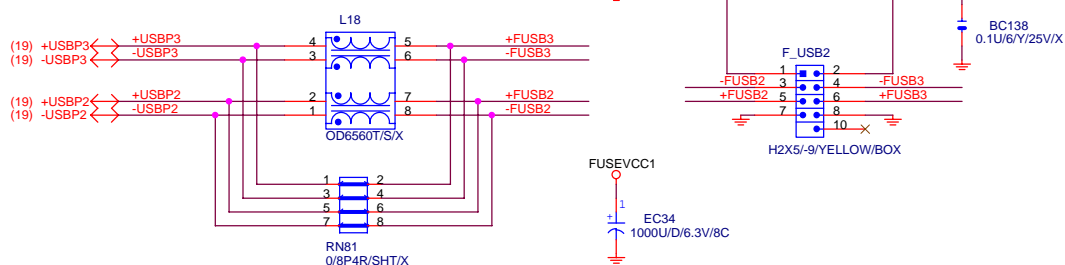 L18
(19) +USBP3 +USBP3 4 5 +FUSB3
(19) -USBP3 -USBP3 3 6 -FUSB3
(19) +USBP2 +USBP2 2 7 +FUSB2
(19) -USBP2 -USBP2 1 8 -FUSB2
OD6560T/S/X
1 2
3 4
5 6
7 8
RN81
0/8P4R/SHT/X
FUSEVCC1
1
+
EC34
1000U/D/6.3V/8C
F_USB2
1 2
-FUSB2 3 4 -FUSB3
+FUSB2 5 6 +FUSB3
7 8
10
H2X5/-9/YELLOW/BOX
BC138
0.1U/6/Y/25V/X